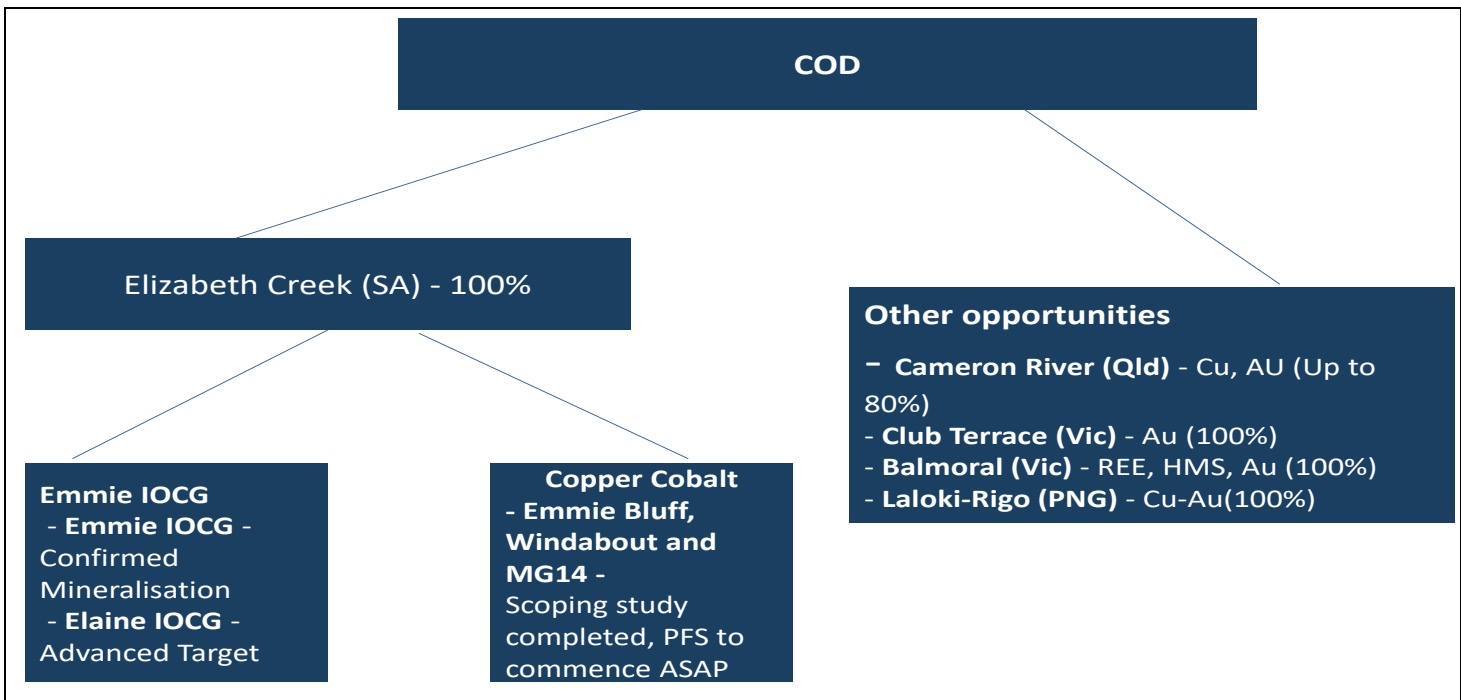 COD
Elizabeth Creek (SA) - 100%
Other opportunities
- Cameron River (Qld) - Cu, AU (Up to
80%)
- Club Terrace (Vic) - Au (100%)
- Balmoral (Vic) - REE, HMS, Au (100%)
- Laloki-Rigo (PNG) - Cu-Au(100%)
Emmie IOCG
- Emmie IOCG -
Confirmed
Mineralisation
- Elaine IOCG -
Advanced Target
Copper Cobalt
- Emmie Bluff,
Windabout and
MG14 -
Scoping study
completed, PFS to
commence ASAP